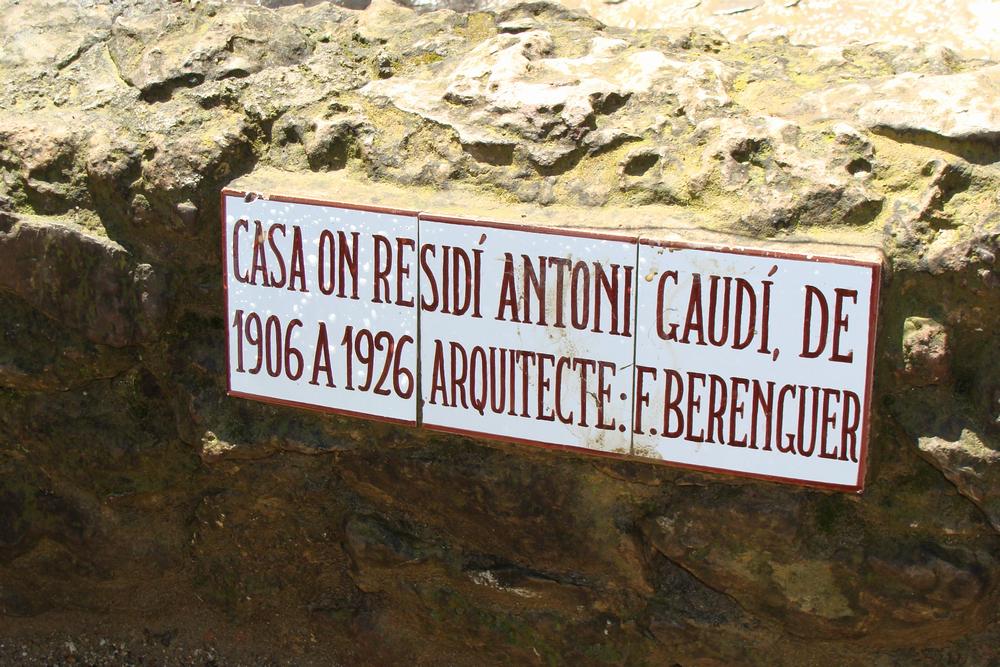 CASA ON RESIDÍ ANTONI GAUDÍ, DE
1906 A 1926 ARQUITECTE: F. BERENGUER